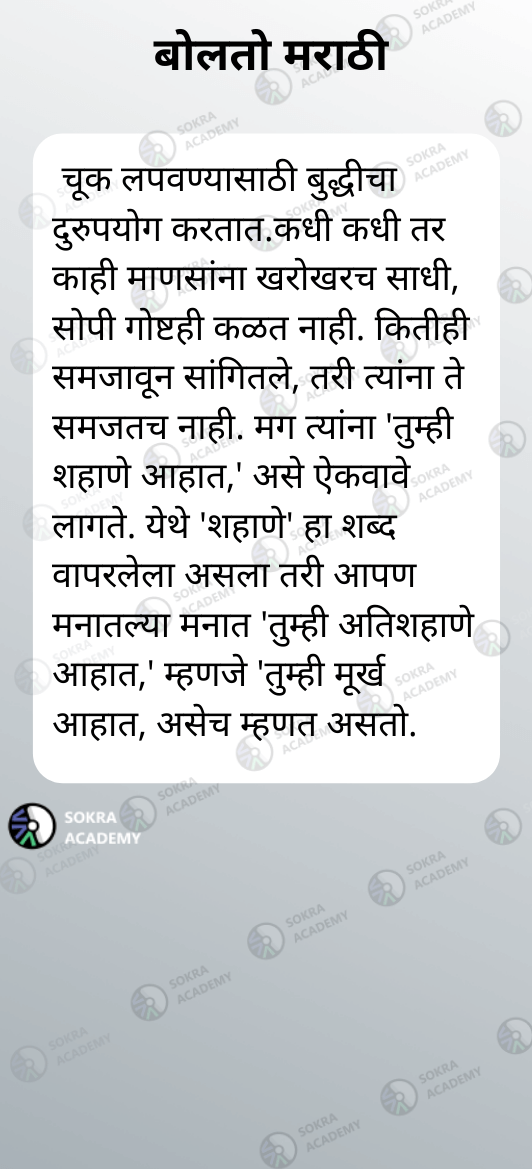 बोलतो मराठी
चूक लपवण्यासाठी बुद्धीचा
दुरुपयोग करतात.कधी कधी तर
काही माणसांना खरोखरच साधी,
सोपी गोष्टही कळत नाही. कितीही
समजावून सांगितले, तरी त्यांना ते
समजतच नाही. मग त्यांना 'तुम्ही
शहाणे आहात,' असे ऐकवावे
लागते. येथे 'शहाणे' हा शब्द
वापरलेला असला तरी आपण
मनातल्या मनात 'तुम्ही अतिशहाणे
आहात,' म्हणजे 'तुम्ही मूर्ख
आहात, असेच म्हणत असतो.
SOKRA
ACADEMY